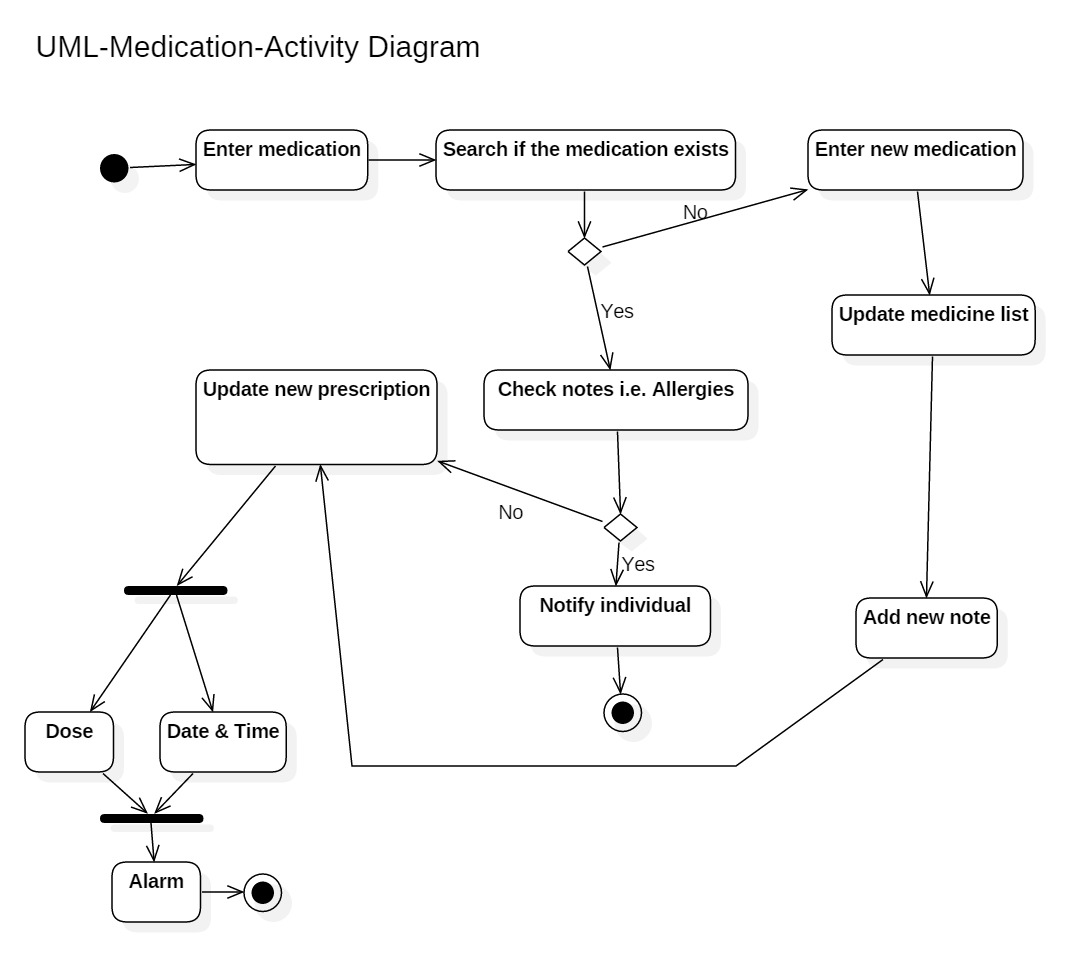 UML-Medication-Activity Diagram
Enter medication
Search if the medication exists
Enter new medication
No
Yes
Update medicine list
Update new prescription
Check notes i.e. Allergies
No
Yes
Notify individual
Add new note
Dose
Date & Time
Alarm